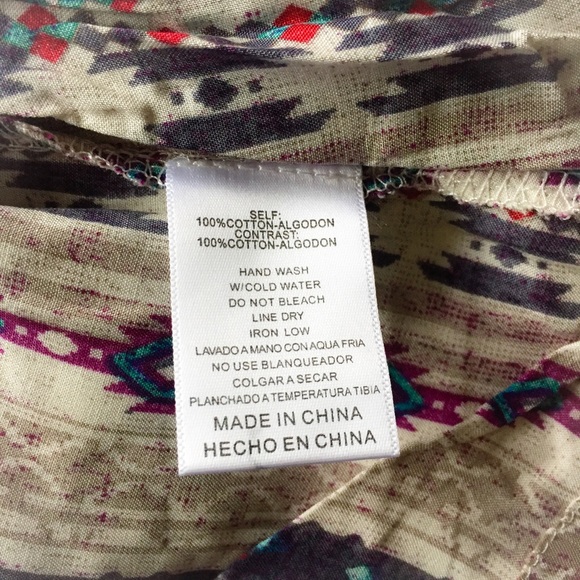 SELF:
100%COTTON-ALGODON
CONTRAST:
100%COTTON-ALGODON
HAND WASH
W/COLD WATER
DO NOT BLEACH
LINE DRY
IRON LOW
LAVADO A MANO CON AQUA FRIA
NO USE BLANQUEADOR
COLGAR A SECAR
PLANCHADO A TEMPERATURA TIBIA
MADE IN CHINA
HECHO EN CHINA